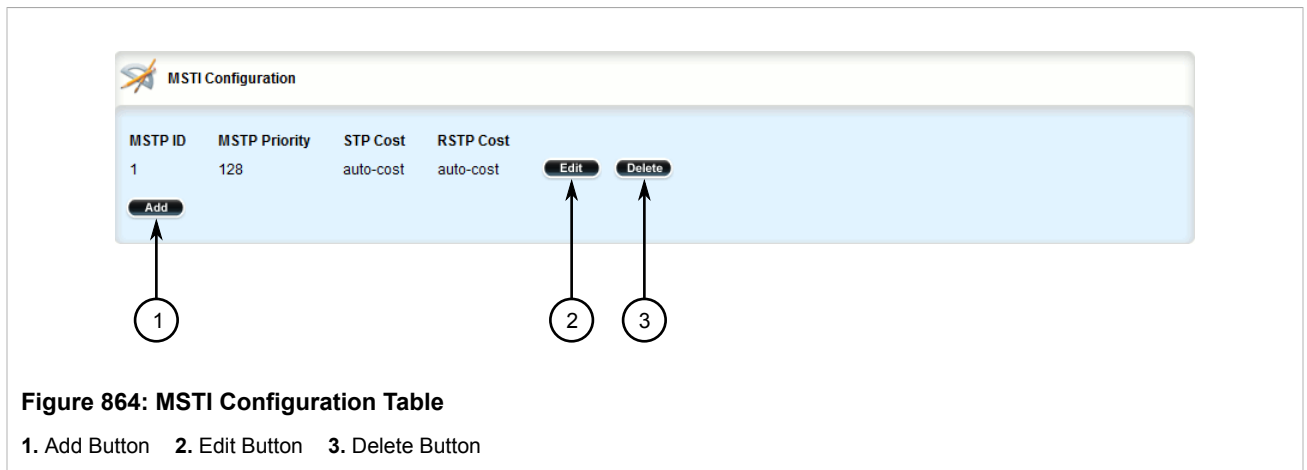 MSTI Configuration
MSTP ID MSTP Priority STP Cost RSTP Cost
1 128 auto-cost auto-cost Edit Delete
Add
1 2 3
Figure 864: MSTI Configuration Table
1. Add Button 2. Edit Button 3. Delete Button